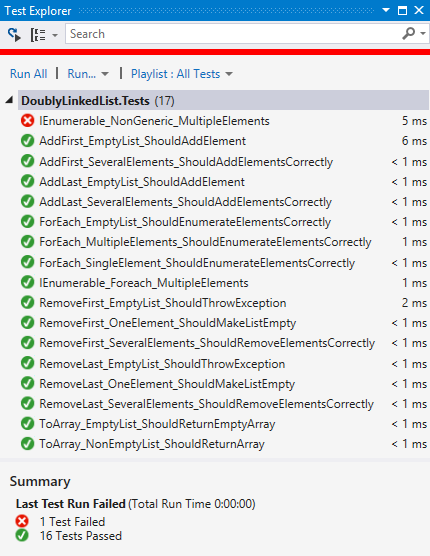 Test Explorer
Search
Run All | Run... | Playlist : All Tests
DoublyLinkedList.Tests (17)
IEnumerable_NonGeneric_MultipleElements 5 ms
AddFirst_EmptyList_ShouldAddElement 6 ms
AddFirst_SeveralElements_ShouldAddElementsCorrectly < 1 ms
AddLast_EmptyList_ShouldAddElement < 1 ms
AddLast_SeveralElements_ShouldAddElementsCorrectly < 1 ms
ForEach_EmptyList_ShouldEnumerateElementsCorrectly < 1 ms
ForEach_MultipleElements_ShouldEnumerateElementsCorrectly 1 ms
ForEach_SingleElement_ShouldEnumerateElementsCorrectly < 1 ms
IEnumerable_Foreach_MultipleElements 1 ms
RemoveFirst_EmptyList_ShouldThrowException 2 ms
RemoveFirst_OneElement_ShouldMakeListEmpty < 1 ms
RemoveFirst_SeveralElements_ShouldRemoveElementsCorrectly < 1 ms
RemoveLast_EmptyList_ShouldThrowException < 1 ms
RemoveLast_OneElement_ShouldMakeListEmpty < 1 ms
RemoveLast_SeveralElements_ShouldRemoveElementsCorrectly < 1 ms
ToArray_EmptyList_ShouldReturnEmptyArray < 1 ms
ToArray_NonEmptyList_ShouldReturnArray < 1 ms
Summary
Last Test Run Failed (Total Run Time 0:00:00)
1 Test Failed
16 Tests Passed